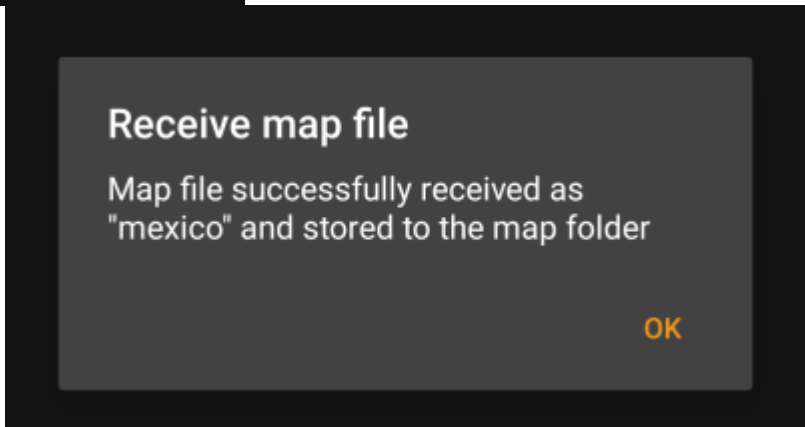 Receive map file
Map file successfully received as
"mexico" and stored to the map folder
OK